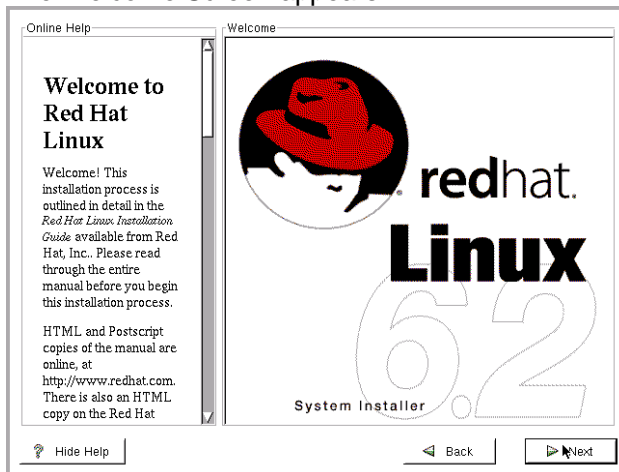 Online Help
Welcome to
Red Hat
Linux
Welcome! This
installation process is
outlined in detail in the
Red Hat Linux Installation
Guide available from Red
Hat, Inc.. Please read
through the entire
manual before you begin
this installation process.
HTML and Postscript
copies of the manual are
online, at
http://www.redhat.com.
There is also an HTML
copy on the Red Hat
Welcome
redhat.
Linux
6.2
System Installer
Hide Help
Back
Next